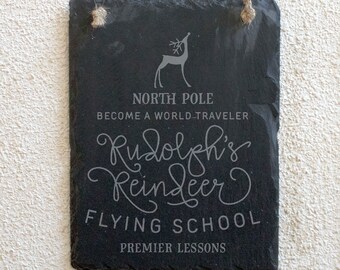 NORTH POLE
BECOME A WORLD-TRAVELER
Rudolph's
Reindeer
FLYING SCHOOL
PREMIER LESSONS